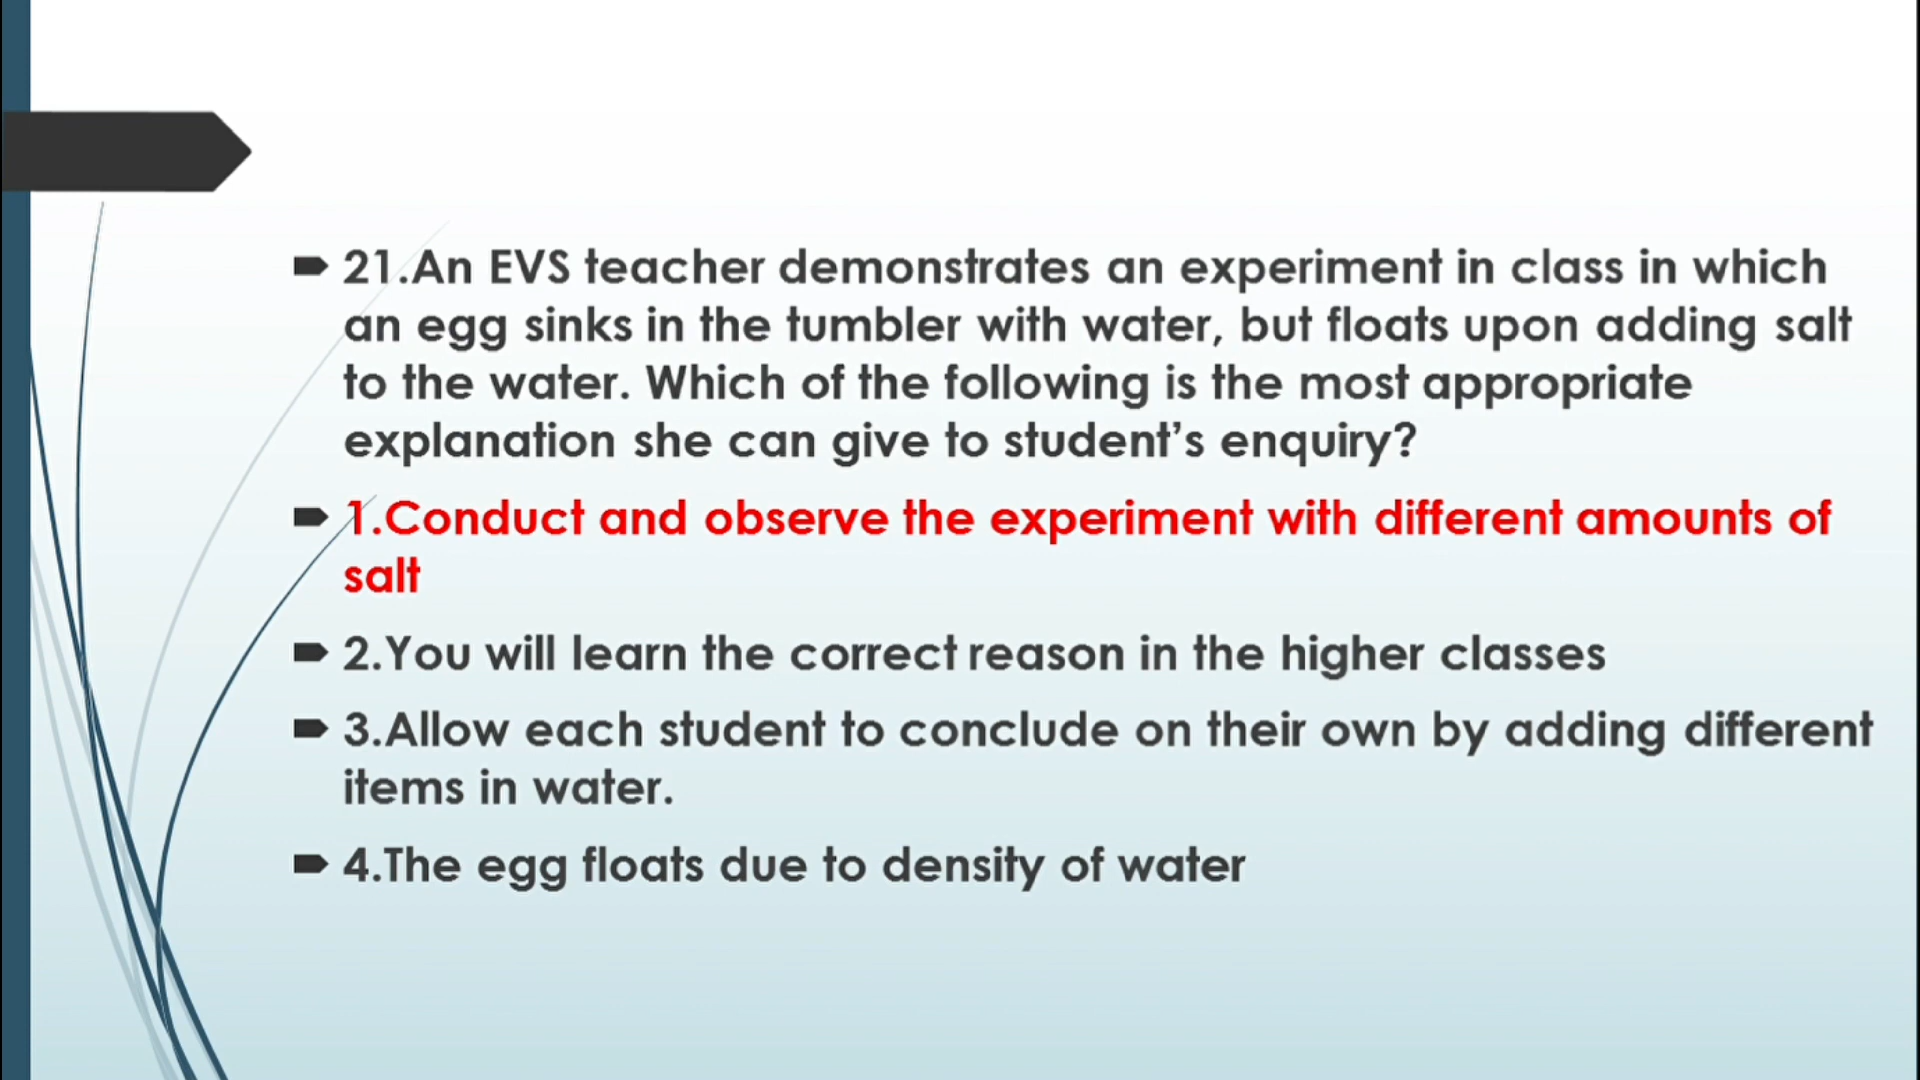 21.An EVS teacher demonstrates an experiment in class in which
an egg sinks in the tumbler with water, but floats upon adding salt
to the water. Which of the following is the most appropriate
explanation she can give to student’s enquiry?
1.Conduct and observe the experiment with different amounts of
salt
2.You will learn the correct reason in the higher classes
3.Allow each student to conclude on their own by adding different
items in water.
4.The egg floats due to density of water